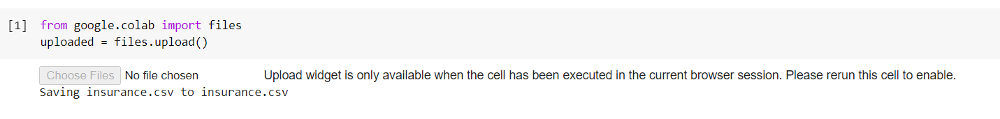 [1] from google.colab import files
uploaded = files.upload()
Choose Files No file chosen Upload widget is only available when the cell has been executed in the current browser session. Please rerun this cell to enable.
Saving insurance.csv to insurance.csv